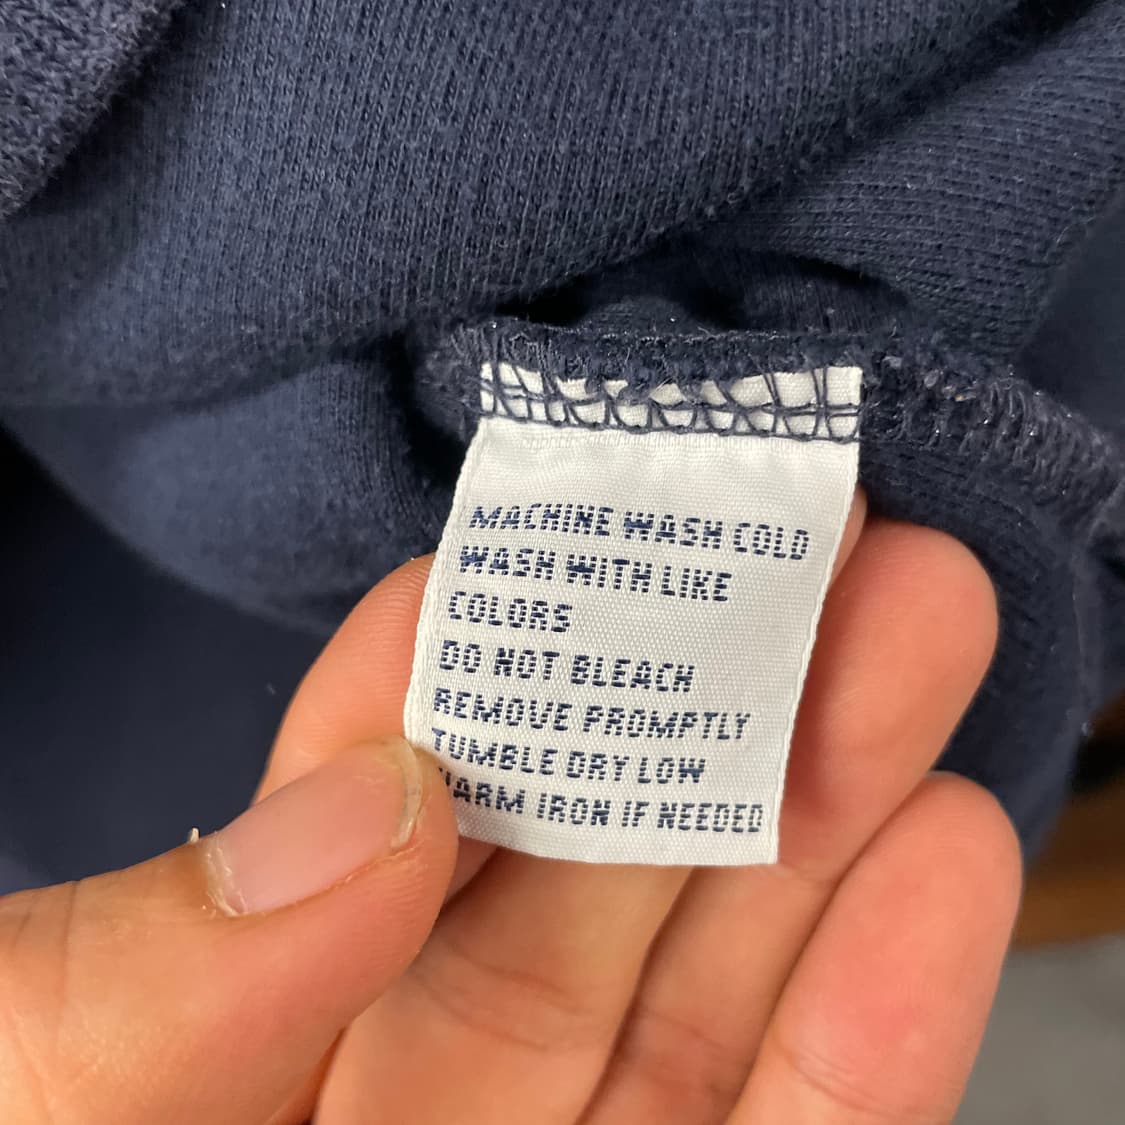 MACHINE WASH COLD
WASH WITH LIKE
COLORS
DO NOT BLEACH
REMOVE PROMPTLY
TUMBLE DRY LOW
WARM IRON IF NEEDED